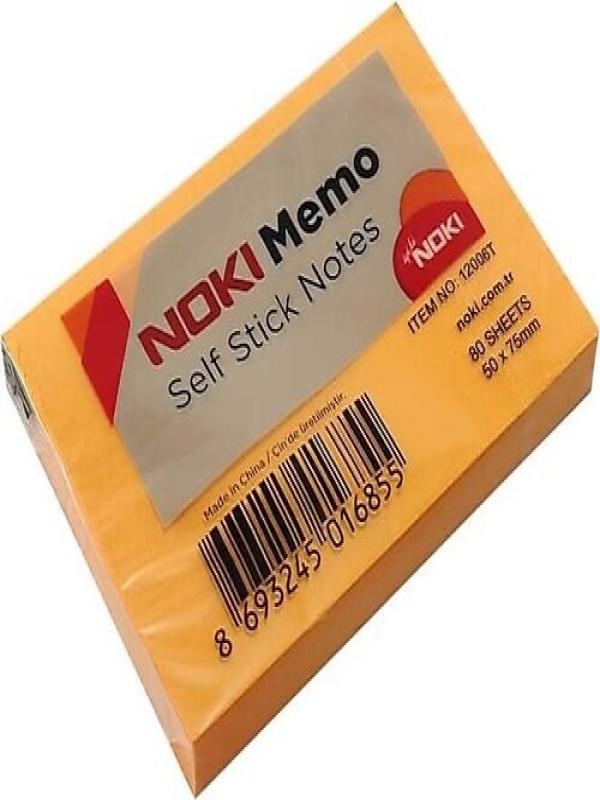 NOKI Memo
Self Stick Notes
NOKI
ITEM NO: 12006T
noki.com.tr
80 SHEETS
50 x 75mm
Made in China / Çin'de üretilmiştir.
8 693245 016855